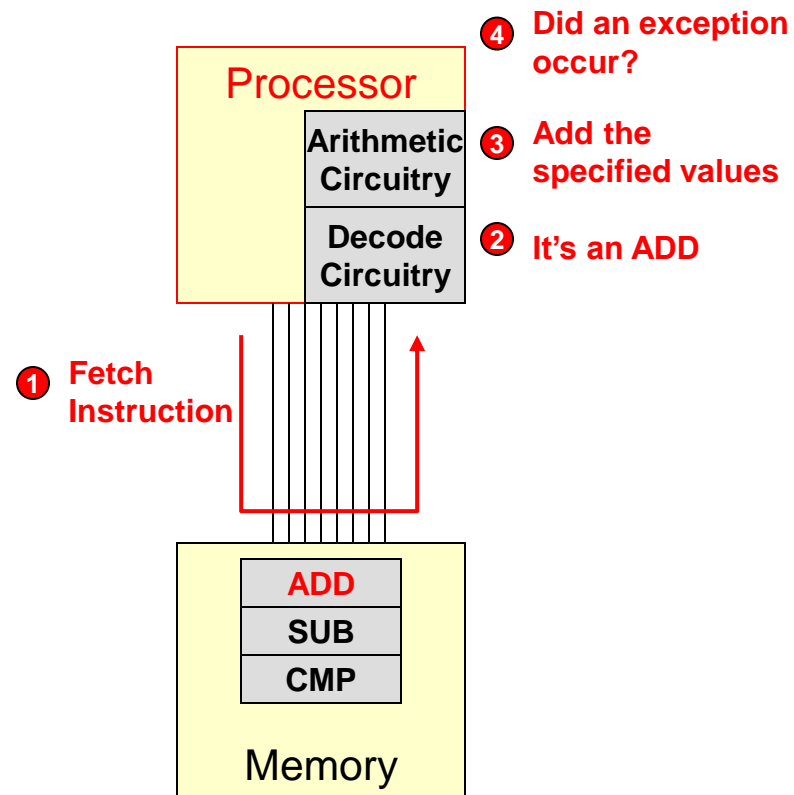 4 Did an exception
occur?
Processor
Arithmetic
Circuitry
3 Add the
specified values
Decode
Circuitry
2 It’s an ADD
1 Fetch
Instruction
ADD
SUB
CMP
Memory